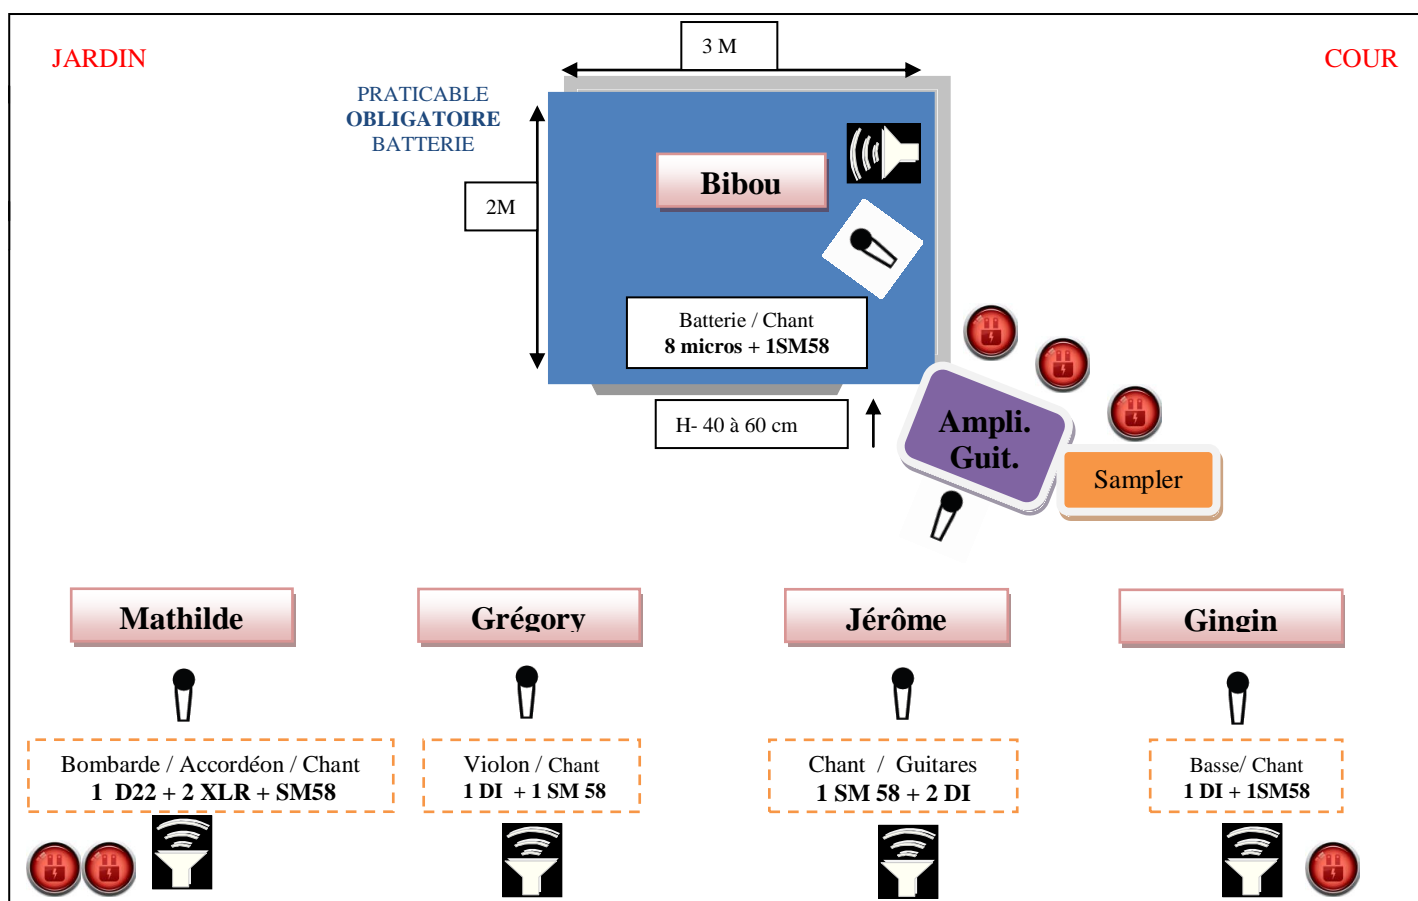 JARDIN
3 M
COUR
PRATICABLE
OBLIGATOIRE
BATTERIE
2M
Bibou
Batterie / Chant
8 micros + 1SM58
H- 40 à 60 cm
Ampli.
Guit.
Sampler
Mathilde
Grégory
Jérôme
Gingin
Bombarde / Accordéon / Chant
1 D22 + 2 XLR + SM58
Violon / Chant
1 DI + 1 SM 58
Chant / Guitares
1 SM 58 + 2 DI
Basse/ Chant
1 DI + 1SM58